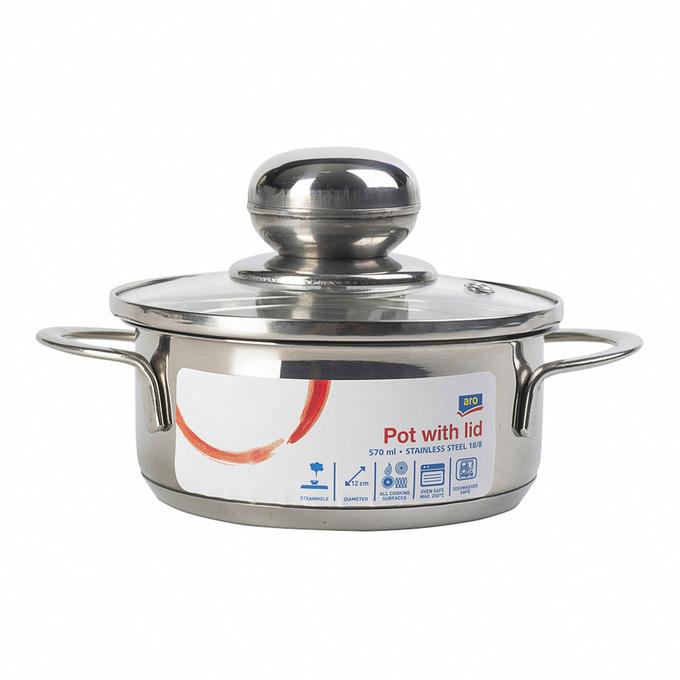 aro
Pot with lid
570 ml • STAINLESS STEEL 18/8
STEAMHOLE
12 cm
DIAMETER
ALL COOKING
SURFACES
OVEN SAFE
MAX. 200°C
DISHWASHER
SAFE